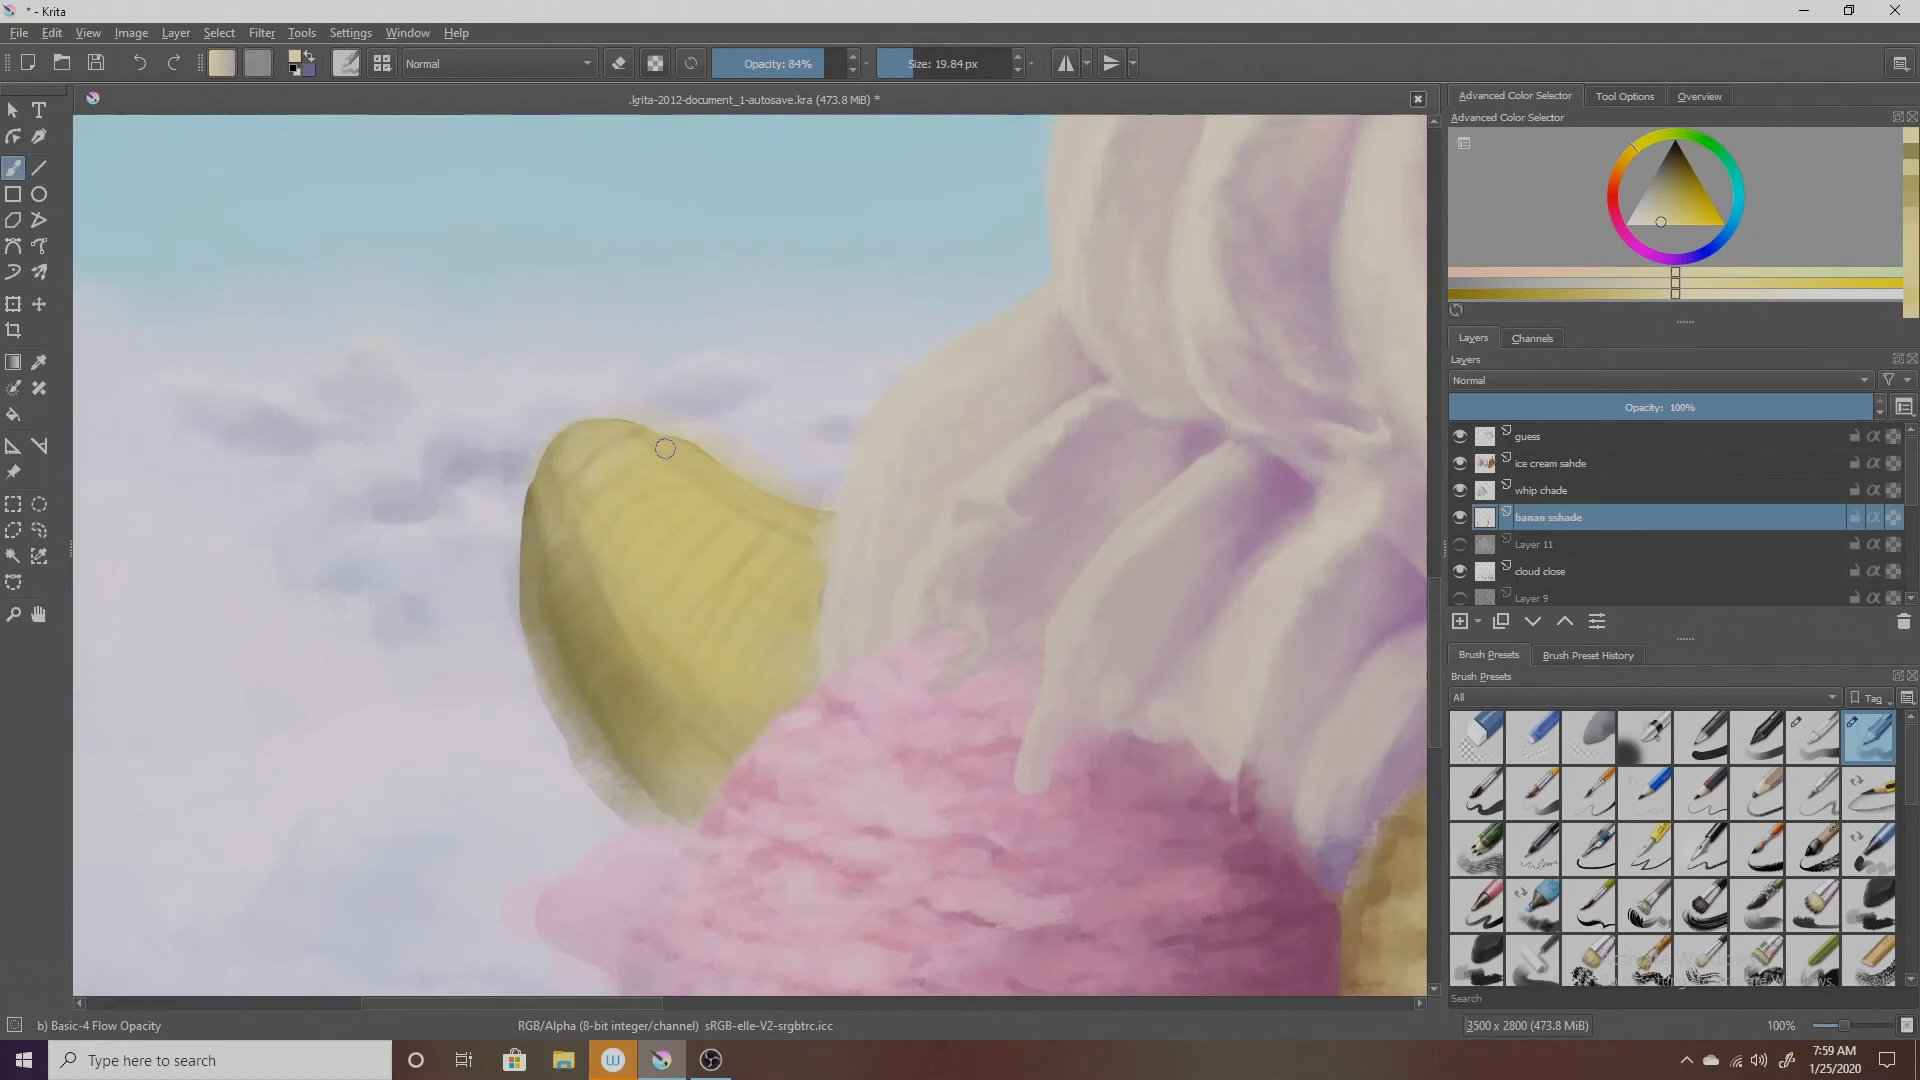 * - Krita
File Edit View Image Layer Select Filter Tools Settings Window Help
Normal
Opacity: 84%
Size: 19.84 px
.krita-2012-document_1-autosave.kra (473.8 MiB) *
Advanced Color Selector
Tool Options
Overview
Advanced Color Selector
Layers
Channels
Layers
Normal
Opacity: 100%
guess
ice cream sahde
whip chade
banan sshade
Layer 11
cloud close
Layer 9
Brush Presets
Brush Preset History
Brush Presets
All
Tag
Activate Windows
Search
b) Basic-4 Flow Opacity
RGB/Alpha (8-bit integer/channel) sRGB-elle-V2-srgbtrc.icc
3500 x 2800 (473.8 MiB)
100%
Type here to search
7:59 AM
1/25/2020